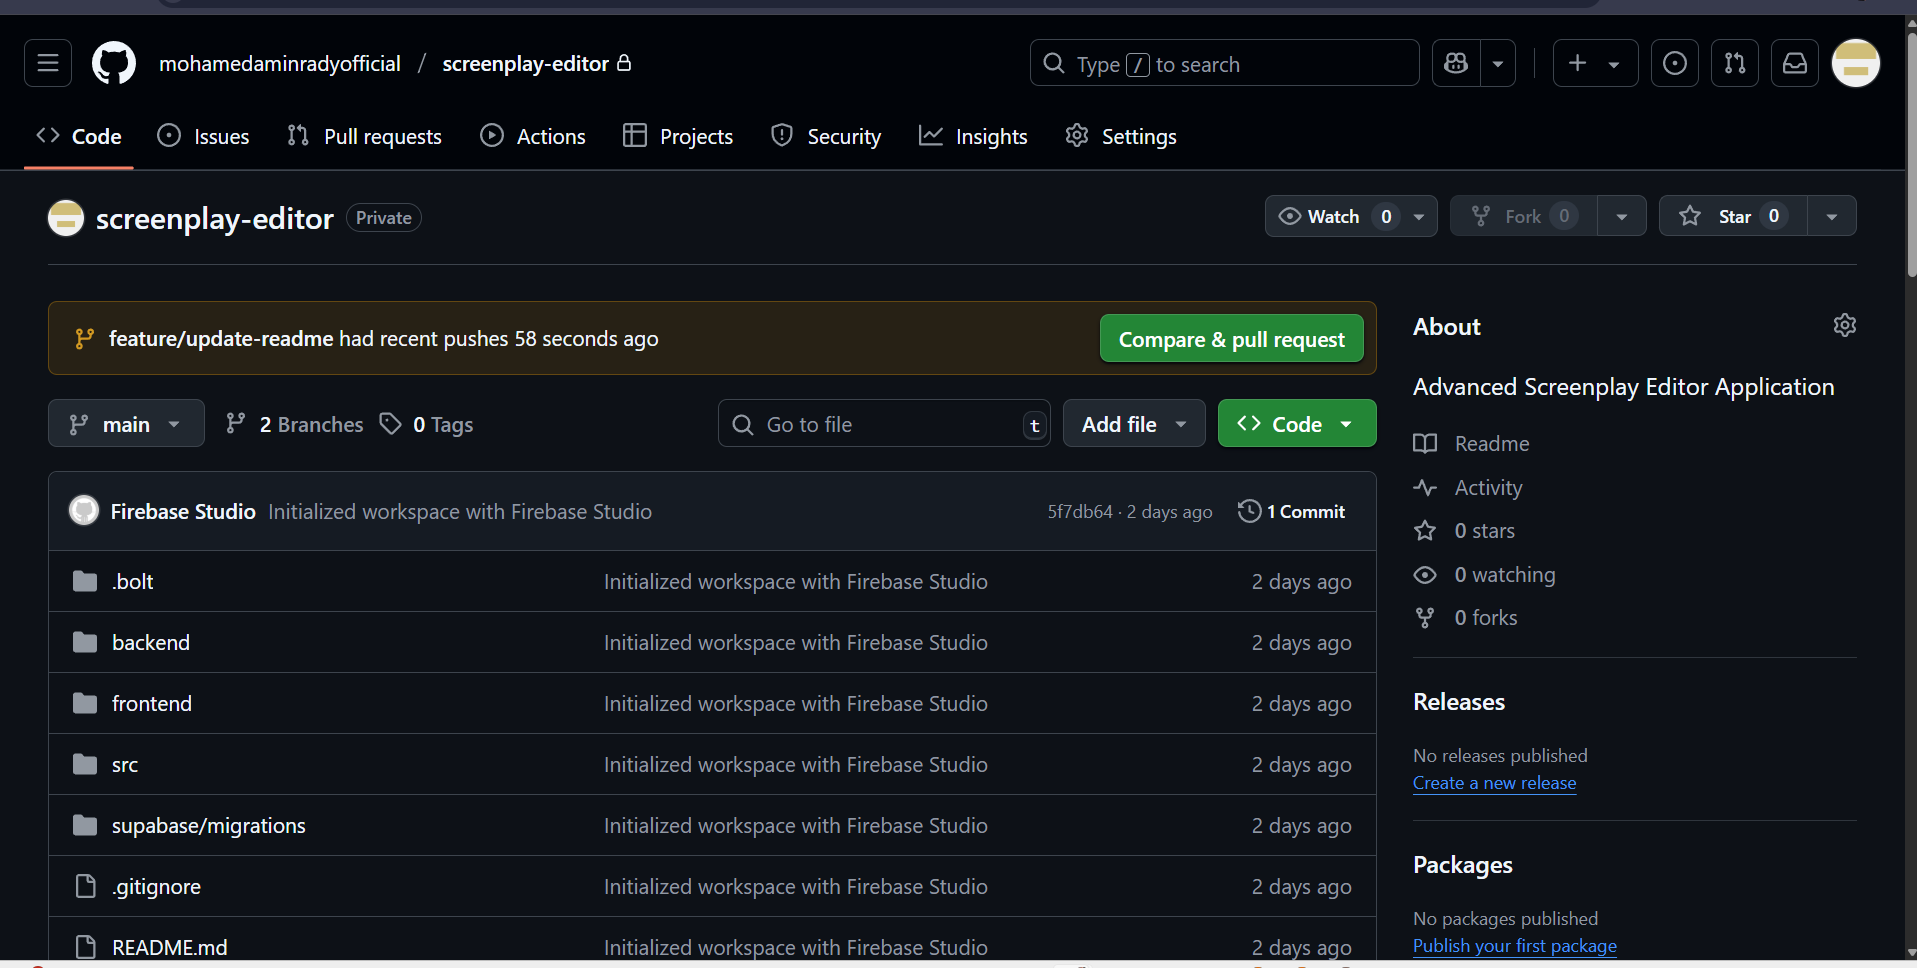 mohamedaminradyofficial / screenplay-editor
Type / to search
Code
Issues
Pull requests
Actions
Projects
Security
Insights
Settings
screenplay-editor Private
Watch 0
Fork 0
Star 0
feature/update-readme had recent pushes 58 seconds ago
Compare & pull request
main
2 Branches
0 Tags
Go to file
t
Add file
Code
Firebase Studio Initialized workspace with Firebase Studio
5f7db64 · 2 days ago
1 Commit
.bolt Initialized workspace with Firebase Studio 2 days ago
backend Initialized workspace with Firebase Studio 2 days ago
frontend Initialized workspace with Firebase Studio 2 days ago
src Initialized workspace with Firebase Studio 2 days ago
supabase/migrations Initialized workspace with Firebase Studio 2 days ago
.gitignore Initialized workspace with Firebase Studio 2 days ago
README.md Initialized workspace with Firebase Studio 2 days ago
About
Advanced Screenplay Editor Application
Readme
Activity
0 stars
0 watching
0 forks
Releases
No releases published
Create a new release
Packages
No packages published
Publish your first package